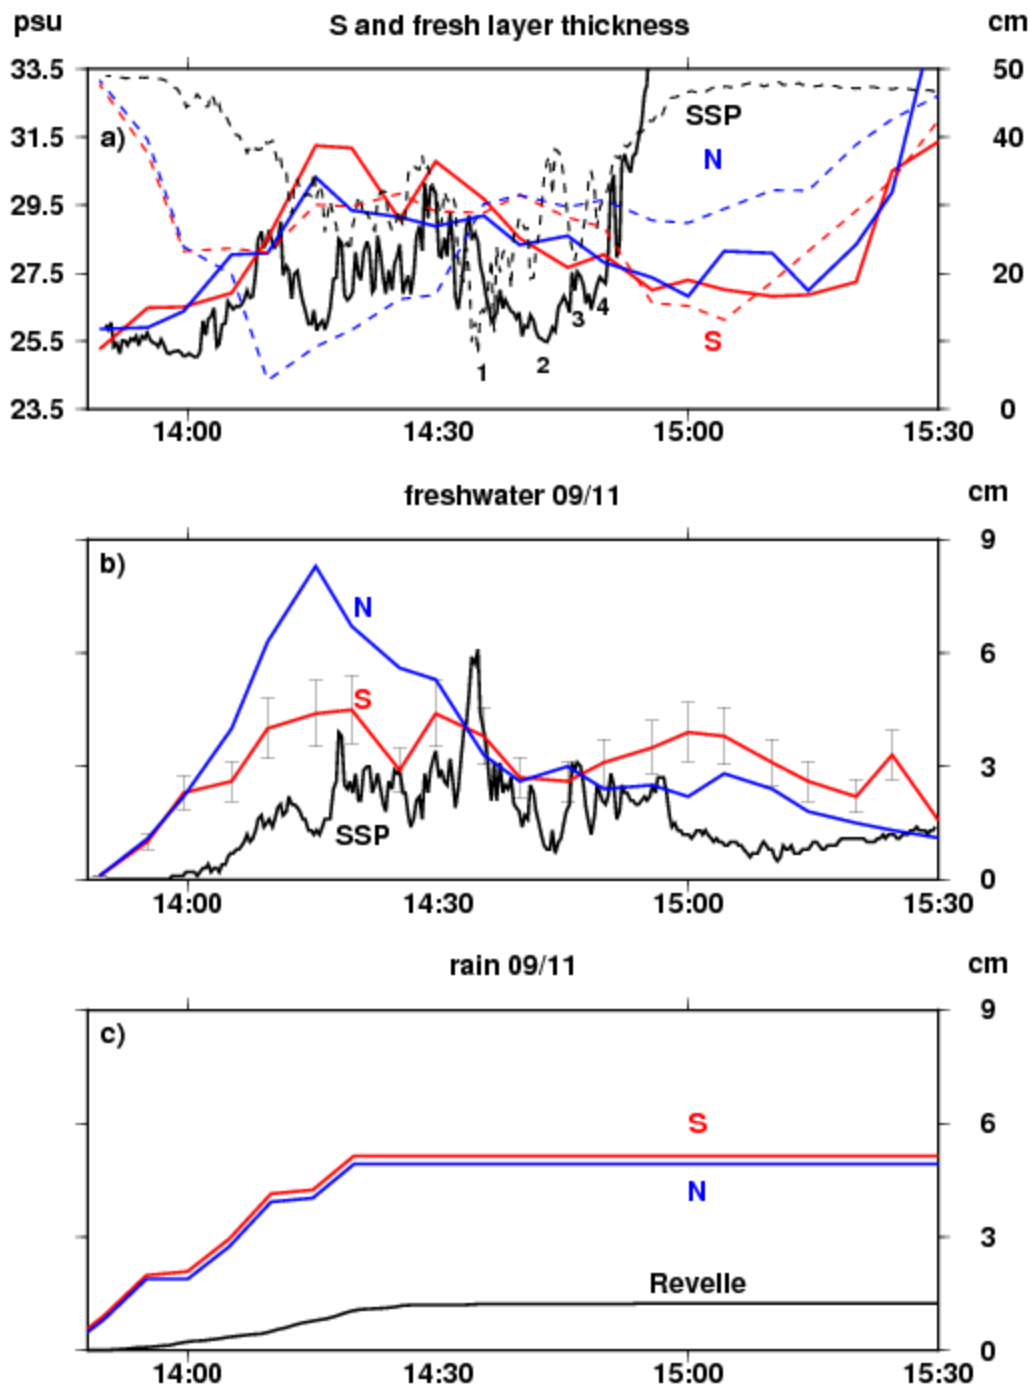 psu S and fresh layer thickness cm
33.5 50
a) SSP
31.5 40
N
29.5
27.5 20
3 4
25.5 S
1 2
23.5 0
14:00 14:30 15:00 15:30
freshwater 09/11 cm
b) 9
N
6
S
3
SSP
0
14:00 14:30 15:00 15:30
rain 09/11 cm
c) 9
S
6
N
3
Revelle
0
14:00 14:30 15:00 15:30